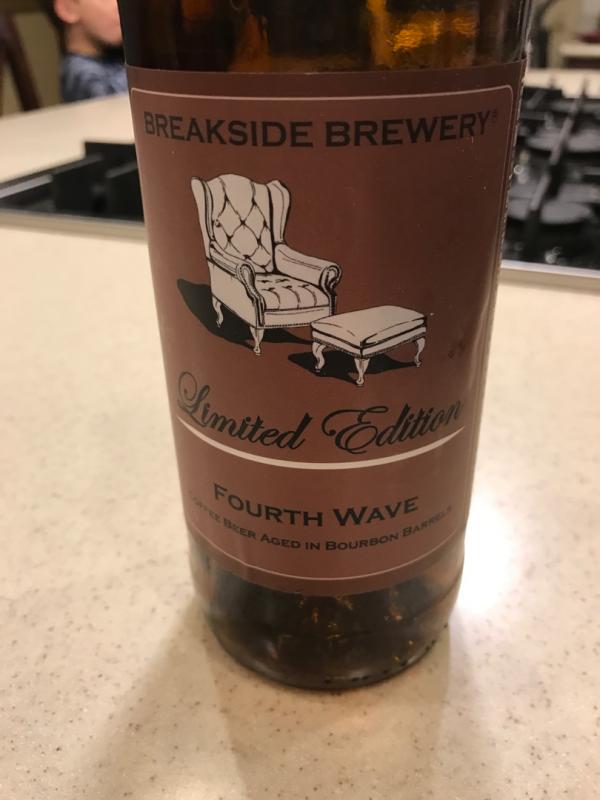 BREAKSIDE BREWERY®
Limited Edition
FOURTH WAVE
COFFEE BEER AGED IN BOURBON BARRELS